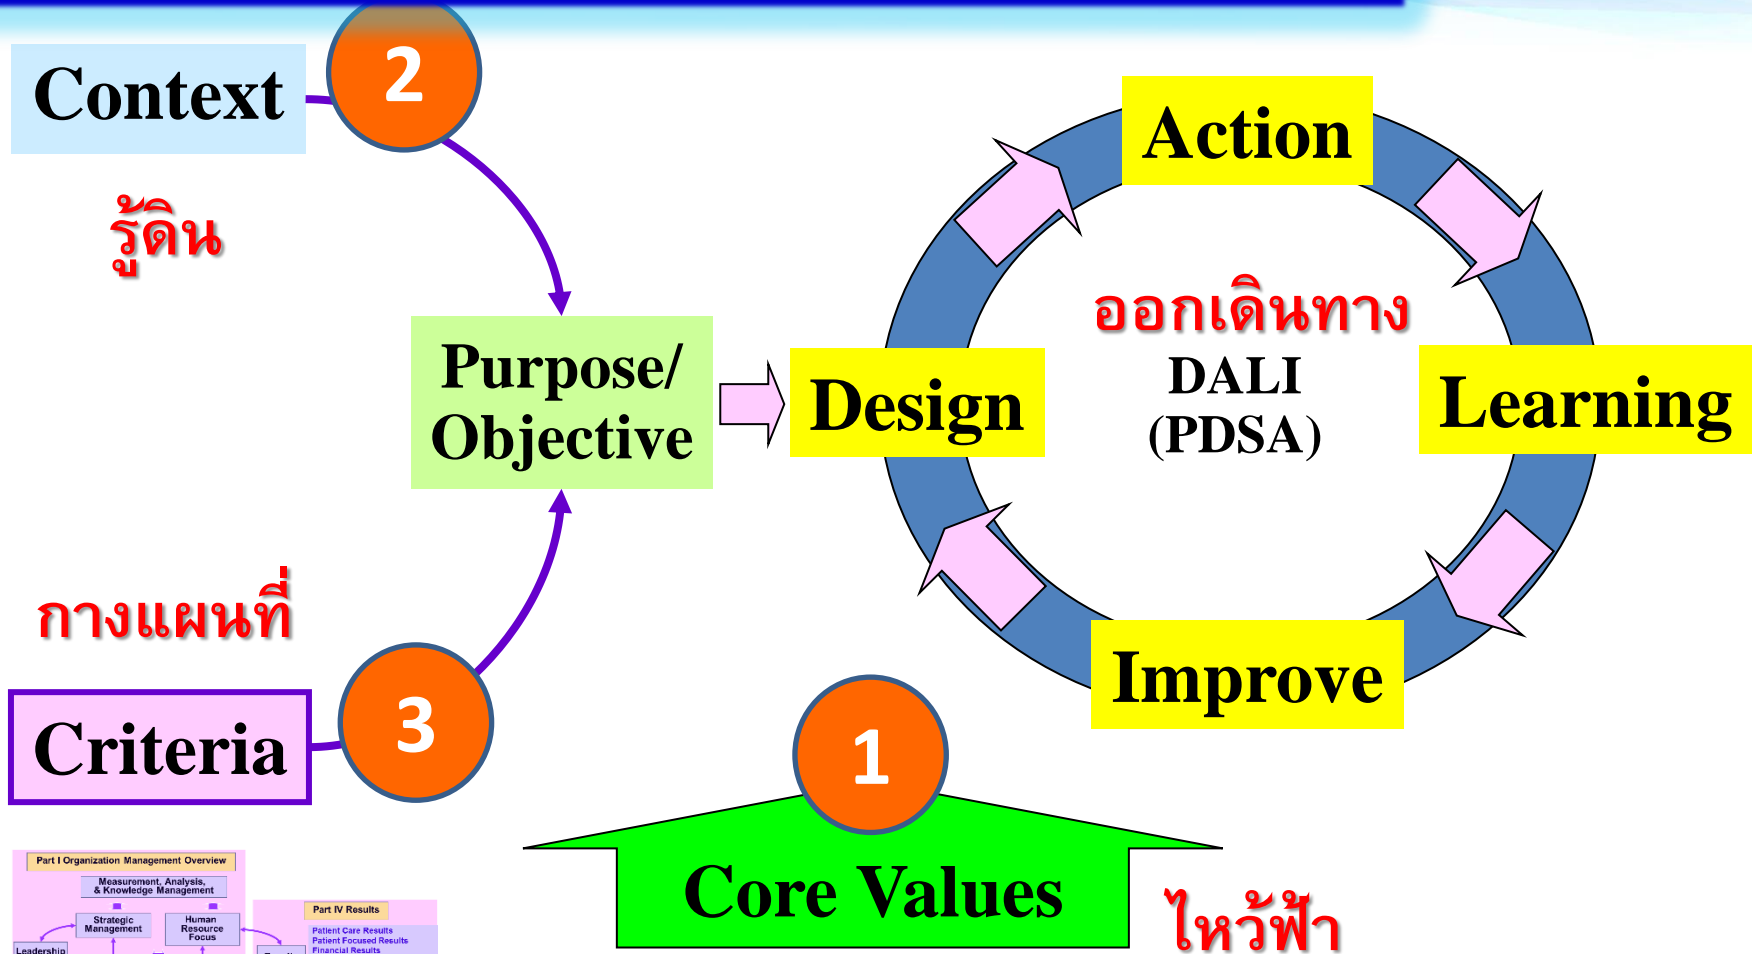 2
Context
รู้ดิน
Purpose/
Objective
กางแผนที่
3
Criteria
Action
ออกเดินทาง
DALI
(PDSA)
Design
Learning
Improve
1
Core Values
ไหว้ฟ้า
Part I Organization Management Overview
Measurement, Analysis,
& Knowledge Management
Strategic
Management
Human
Resource
Focus
Leadership
Part IV Results
Patient Care Results
Patient Focused Results
Financial Results